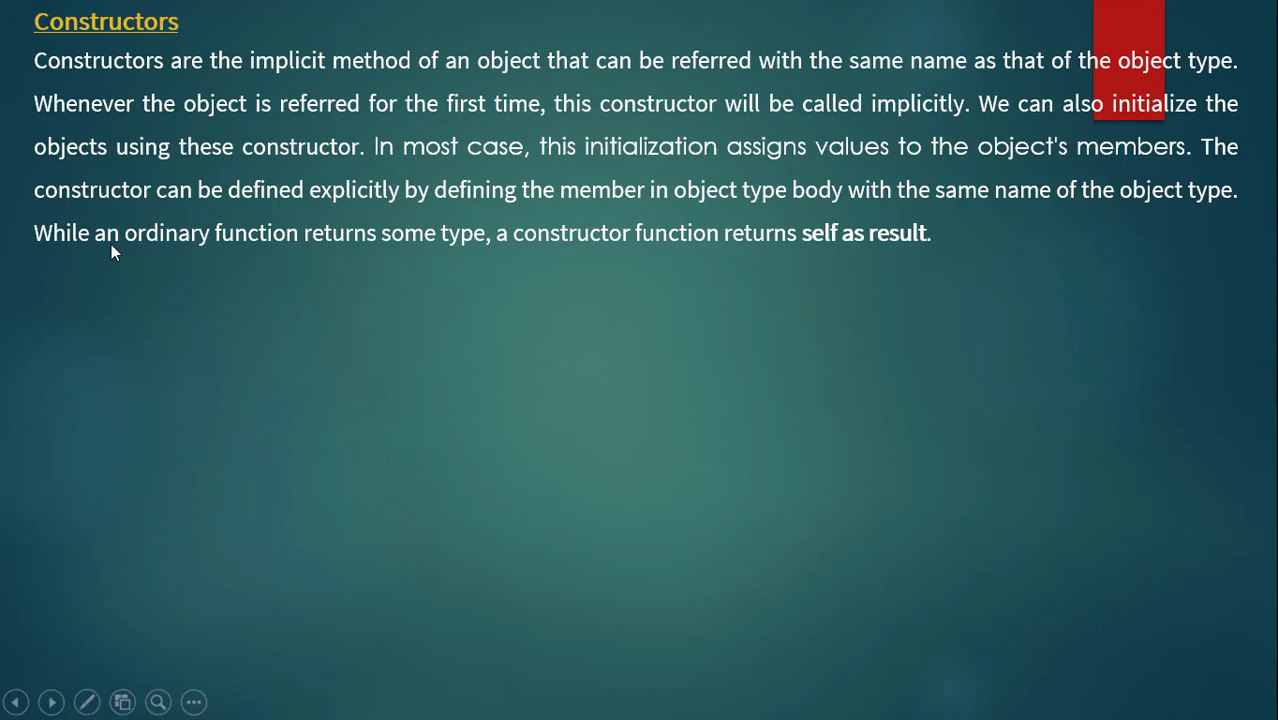 Constructors
Constructors are the implicit method of an object that can be referred with the same name as that of the object type.
Whenever the object is referred for the first time, this constructor will be called implicitly. We can also initialize the
objects using these constructor. In most case, this initialization assigns values to the object's members. The
constructor can be defined explicitly by defining the member in object type body with the same name of the object type.
While an ordinary function returns some type, a constructor function returns self as result.